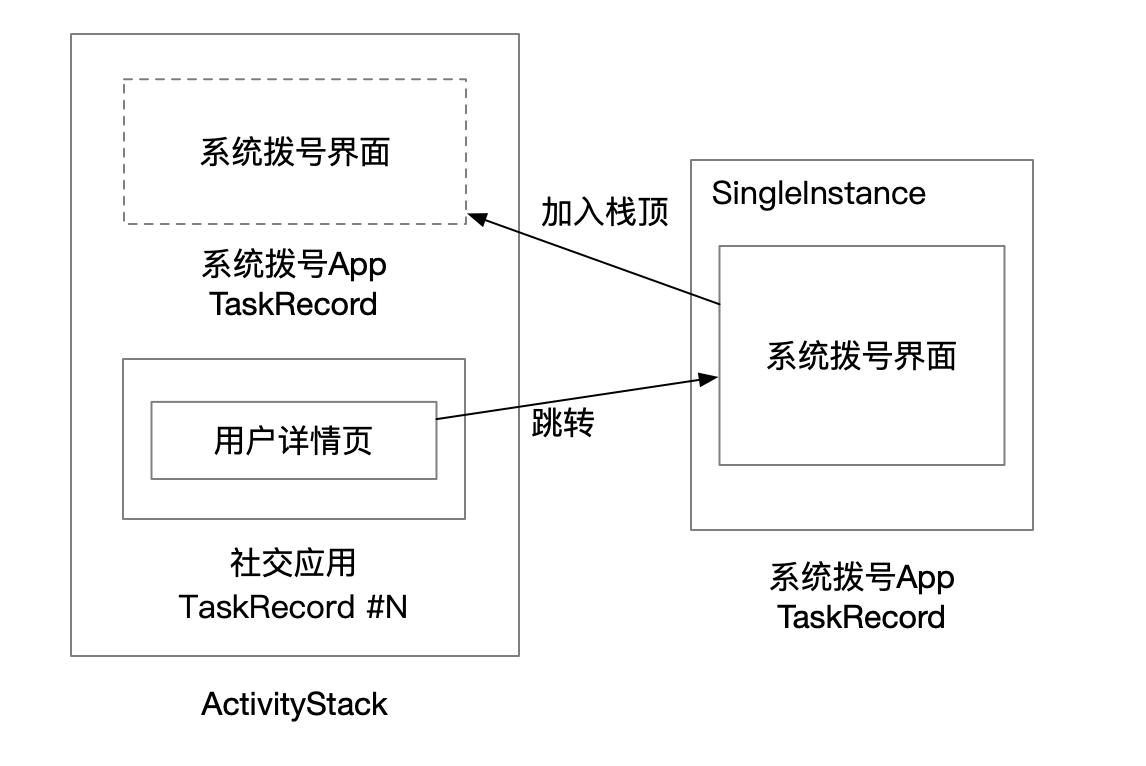 系统拨号界面
系统拨号App
TaskRecord
用户详情页
社交应用
TaskRecord #N
ActivityStack
加入栈顶
跳转
SingleInstance
系统拨号界面
系统拨号App
TaskRecord